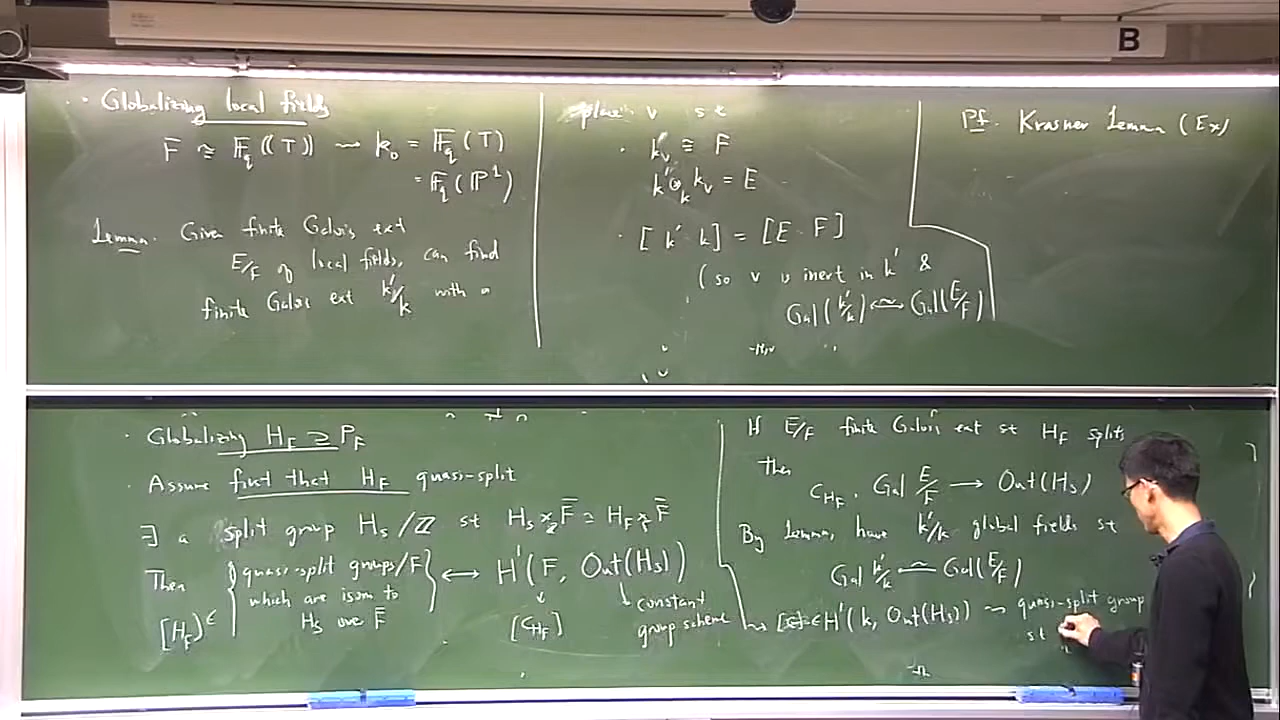 B
· Globalizing local fields
F ≅ 𝔽_q((T)) ⇝ k_0 = 𝔽_q(T)
= 𝔽_q(ℙ^1)
Lemma. Given finite Galois ext
E/F of local fields, can find
finite Galois ext k'/k with a
place v st
· k_v ≅ F
k' ⊗_k k_v = E
· [k' : k] = [E : F]
(so v is inert in k' &
Gal(k'/k) ⟷~ Gal(E/F))
Pf. Krasner Lemma (Ex)
· Globalizing H_F ⊇ P_F
· Assume first that H_F quasi-split
∃ a split group H_S/ℤ st H_S ×_ℤ F̄ ≃ H_F ×_F F̄
Then {quasi-split groups/F which are isom to H_S over F̄} ⟷ H^1(F, Out(H_S))
[H_F] ∈
[C_{H_F}]
constant
group scheme
If E/F finite Galois ext st H_F splits,
then
C_{H_F} : Gal E/F → Out(H_S)
By Lemma, have k'/k global fields st
Gal k'/k ≃ Gal(E/F)
⇝ [c] ∈ H^1(k, Out(H_S)) ⇝ quasi-split group
st